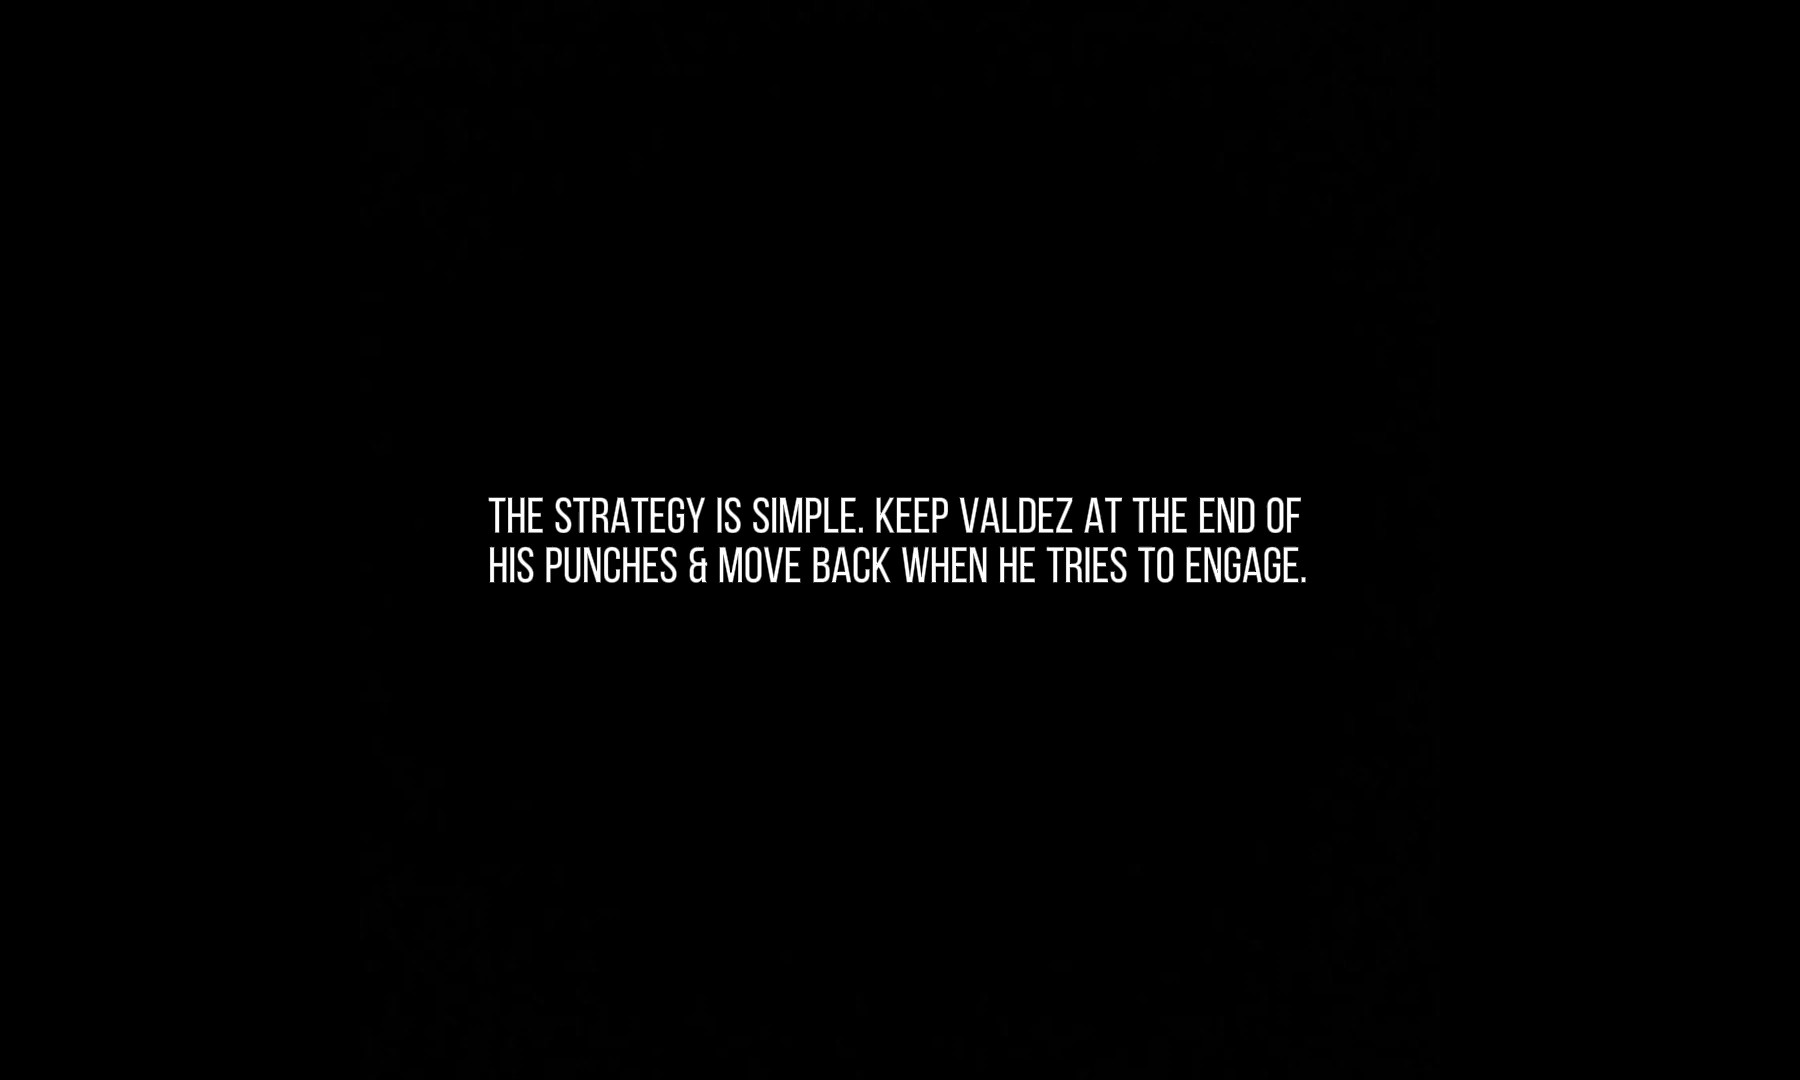 THE STRATEGY IS SIMPLE. KEEP VALDEZ AT THE END OF
HIS PUNCHES & MOVE BACK WHEN HE TRIES TO ENGAGE.